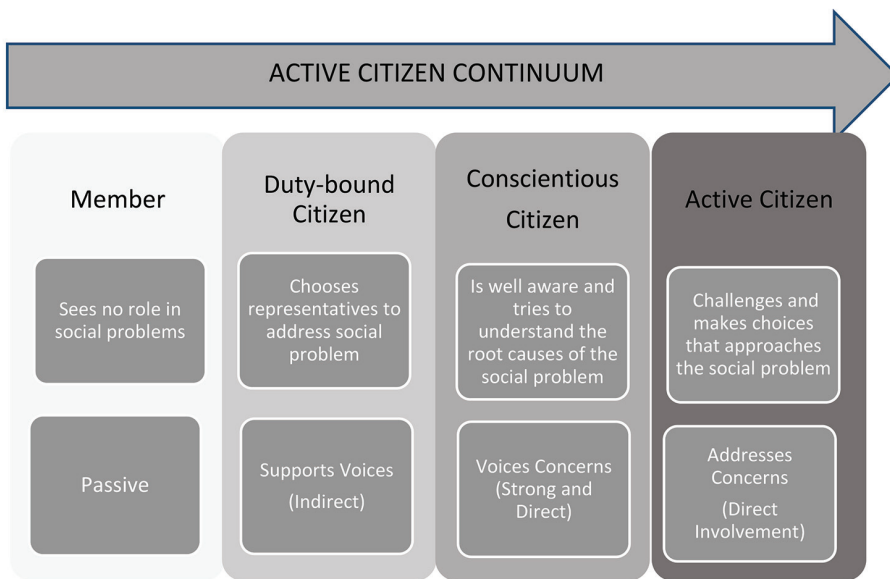 ACTIVE CITIZEN CONTINUUM
Member
Sees no role in
social problems
Passive
Duty-bound
Citizen
Chooses
representatives to
address social
problem
Supports Voices
(Indirect)
Conscientious
Citizen
Is well aware and
tries to
understand the
root causes of the
social problem
Voices Concerns
(Strong and
Direct)
Active Citizen
Challenges and
makes choices
that approaches
the social problem
Addresses
Concerns
(Direct
Involvement)